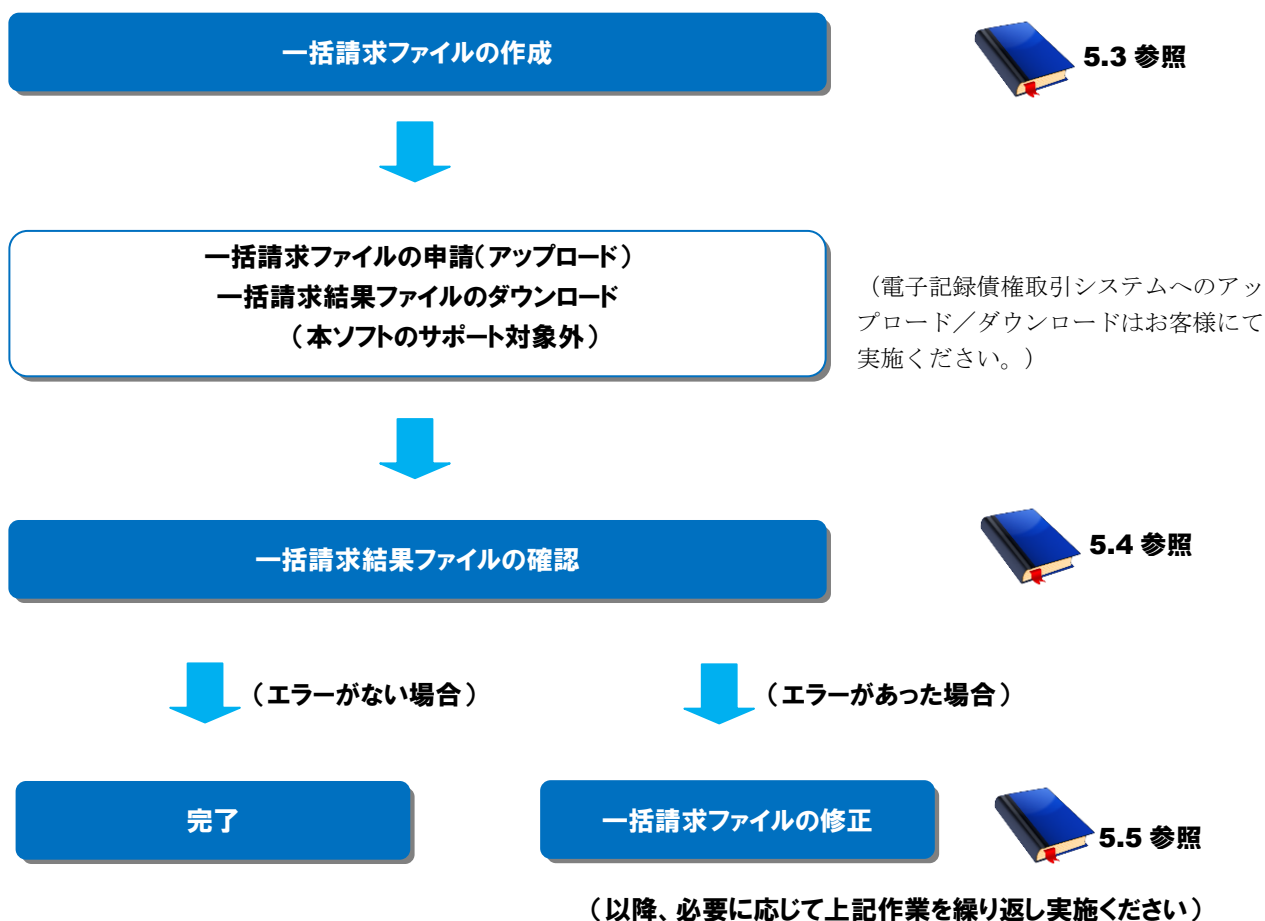 一括請求ファイルの作成
5.3 参照
一括請求ファイルの申請（アップロード）
一括請求結果ファイルのダウンロード
（本ソフトのサポート対象外）
（電子記録債権取引システムへのアッ
プロード／ダウンロードはお客様にて
実施ください。）
一括請求結果ファイルの確認
5.4 参照
（エラーがない場合）
（エラーがあった場合）
完了
一括請求ファイルの修正
5.5 参照
（以降、必要に応じて上記作業を繰り返し実施ください）